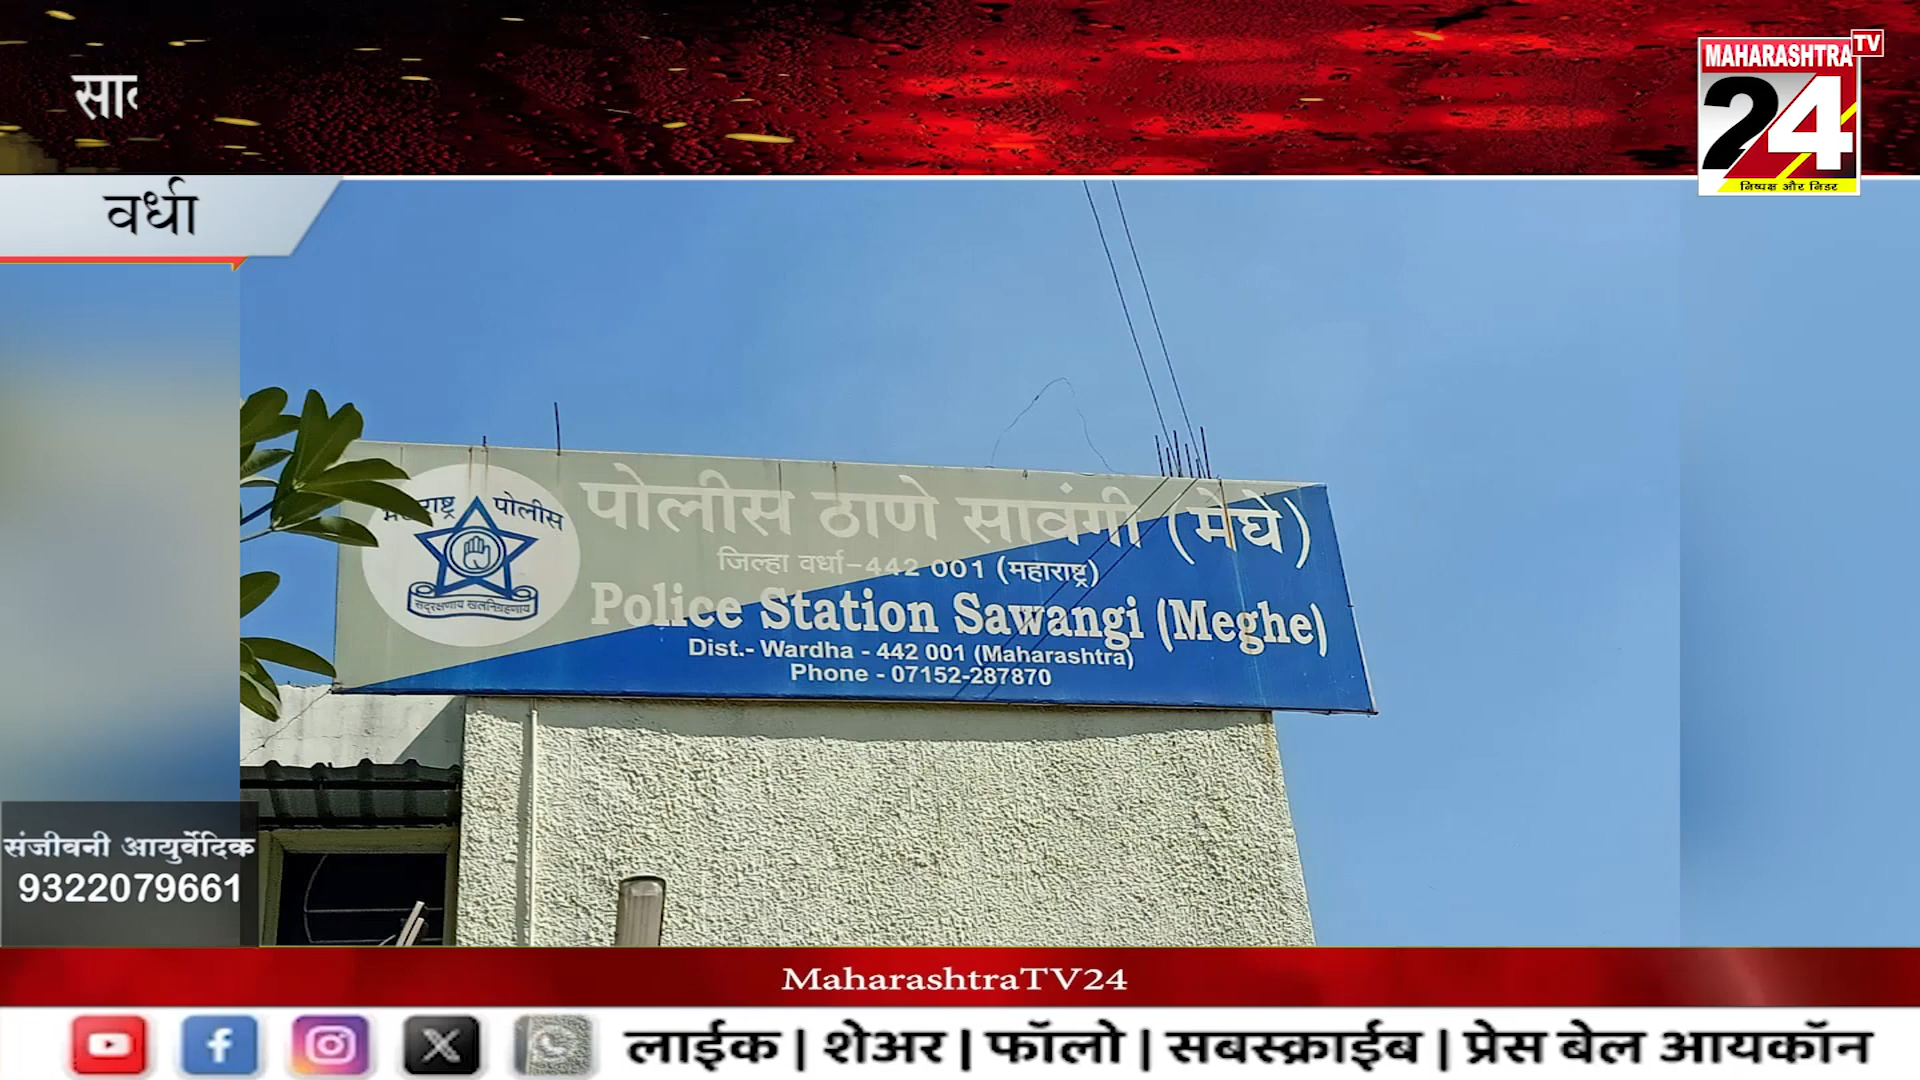 MAHARASHTRA TV
24
निष्पक्ष और निडर
वर्धा
महाराष्ट्र पोलीस
सद्रक्षणाय खलनिग्रहणाय
पोलीस ठाणे सावंगी (मेघे)
जिल्हा वर्धा-442 001 (महाराष्ट्र)
Police Station Sawangi (Meghe)
Dist.- Wardha - 442 001 (Maharashtra)
Phone - 07152-287870
संजीवनी आयुर्वेदिक
9322079661
MaharashtraTV24
लाईक | शेअर | फॉलो | सबस्क्राईब | प्रेस बेल आयकॉन